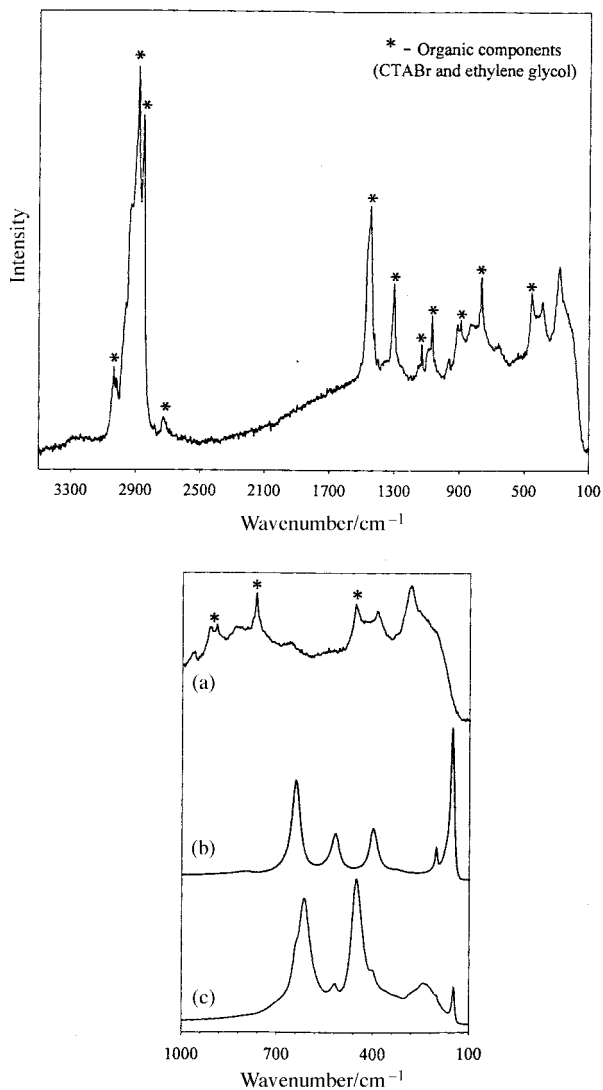 * – Organic components
(CTABr and ethylene glycol)
*
*
*
*
*
*
*
*
*
*
*
Intensity
3300 2900 2500 2100 1700 1300 900 500 100
Wavenumber/cm⁻¹
*
*
*
(a)
(b)
(c)
1000 700 400 100
Wavenumber/cm⁻¹